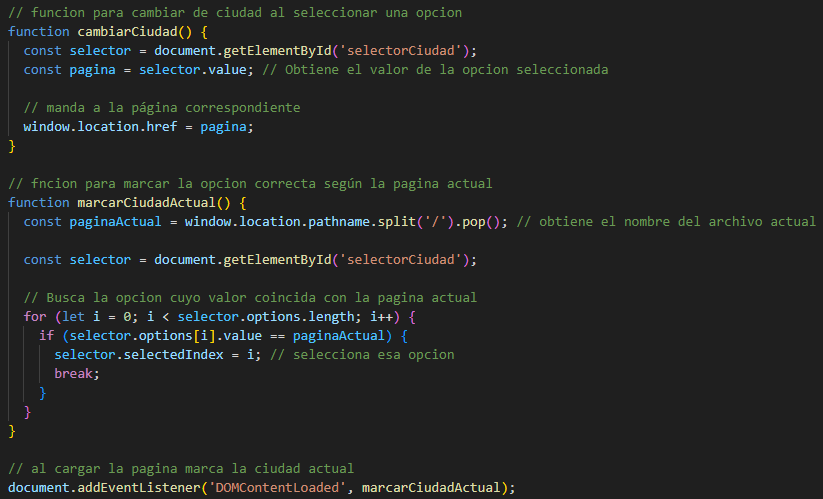 // funcion para cambiar de ciudad al seleccionar una opcion
function cambiarCiudad() {
  const selector = document.getElementById('selectorCiudad');
  const pagina = selector.value; // Obtiene el valor de la opcion seleccionada

  // manda a la página correspondiente
  window.location.href = pagina;
}

// fncion para marcar la opcion correcta según la pagina actual
function marcarCiudadActual() {
  const paginaActual = window.location.pathname.split('/').pop(); // obtiene el nombre del archivo actual

  const selector = document.getElementById('selectorCiudad');

  // Busca la opcion cuyo valor coincida con la pagina actual
  for (let i = 0; i < selector.options.length; i++) {
    if (selector.options[i].value == paginaActual) {
      selector.selectedIndex = i; // selecciona esa opcion
      break;
    }
  }
}

// al cargar la pagina marca la ciudad actual
document.addEventListener('DOMContentLoaded', marcarCiudadActual);